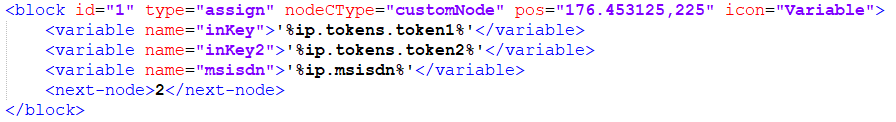 <block id="1" type="assign" nodeCType="customNode" pos="176.453125,225" icon="Variable">
<variable name="inKey">'%ip.tokens.token1%'</variable>
<variable name="inKey2">'%ip.tokens.token2%'</variable>
<variable name="msisdn">'%ip.msisdn%'</variable>
<next-node>2</next-node>
</block>